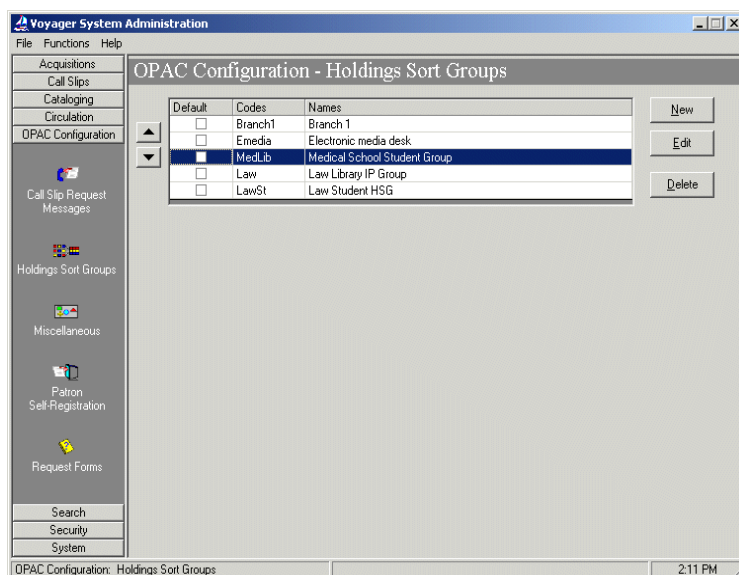 Voyager System Administration
File Functions Help
Acquisitions
Call Slips
Cataloging
Circulation
OPAC Configuration
Call Slip Request
Messages
Holdings Sort Groups
Miscellaneous
Patron
Self-Registration
Request Forms
Search
Security
System
OPAC Configuration - Holdings Sort Groups
Default Codes Names
Branch1 Branch 1
Emedia Electronic media desk
MedLib Medical School Student Group
Law Law Library IP Group
LawSt Law Student HSG
New
Edit
Delete
OPAC Configuration: Holdings Sort Groups
2:11 PM